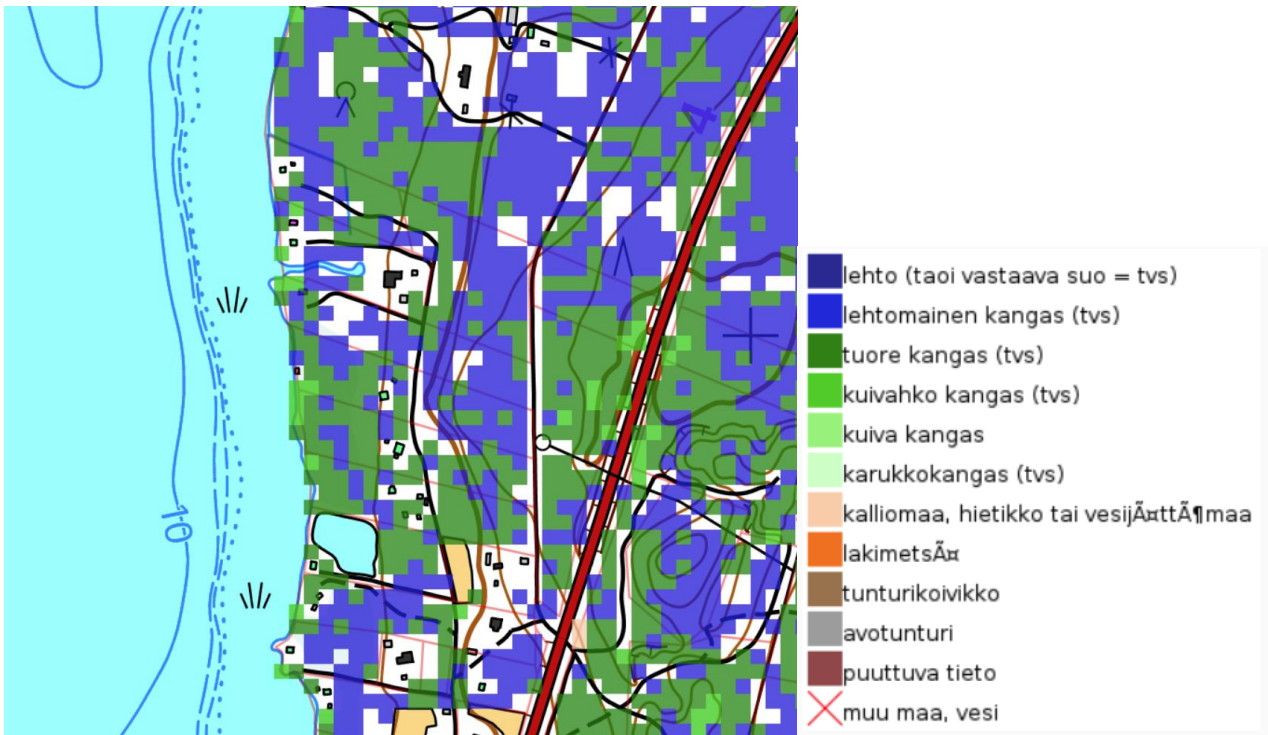 4
10
lehto (taoi vastaava suo = tvs)
lehtomainen kangas (tvs)
tuore kangas (tvs)
kuivahko kangas (tvs)
kuiva kangas
karukkokangas (tvs)
kalliomaa, hietikko tai vesijÃ¤ttÃ¶maa
lakimetsÃ¤
tunturikoivikko
avotunturi
puuttuva tieto
muu maa, vesi